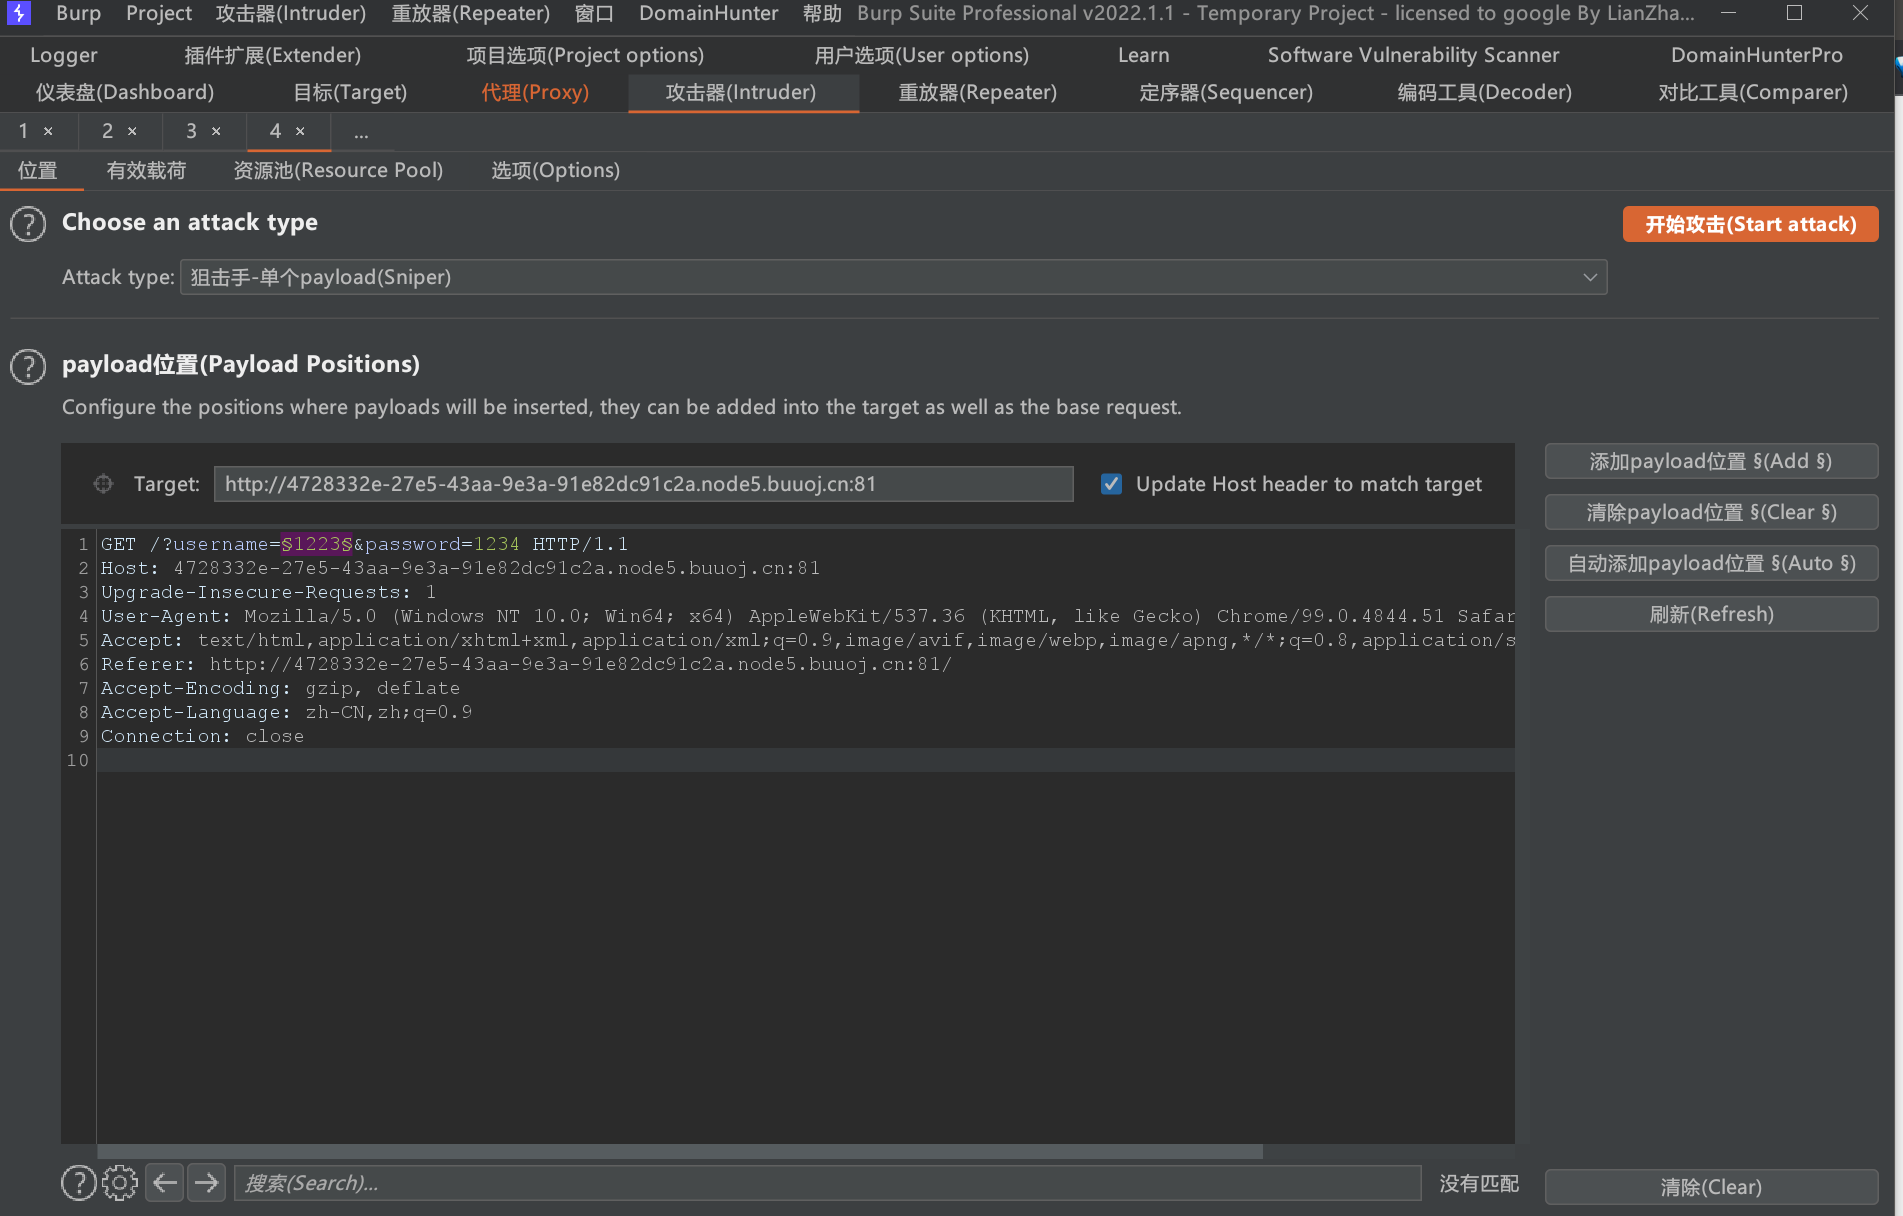 Burp Project 攻击器(Intruder) 重放器(Repeater) 窗口 DomainHunter 帮助 Burp Suite Professional v2022.1.1 - Temporary Project - licensed to google By LianZha...
Logger 插件扩展(Extender) 项目选项(Project options) 用户选项(User options) Learn Software Vulnerability Scanner DomainHunterPro
仪表盘(Dashboard) 目标(Target) 代理(Proxy) 攻击器(Intruder) 重放器(Repeater) 定序器(Sequencer) 编码工具(Decoder) 对比工具(Comparer)
1 × 2 × 3 × 4 × ...
位置 有效载荷 资源池(Resource Pool) 选项(Options)
Choose an attack type
开始攻击(Start attack)
Attack type: 狙击手-单个payload(Sniper)
payload位置(Payload Positions)
Configure the positions where payloads will be inserted, they can be added into the target as well as the base request.
Target: http://4728332e-27e5-43aa-9e3a-91e82dc91c2a.node5.buuoj.cn:81 Update Host header to match target
添加payload位置 §(Add §)
清除payload位置 §(Clear §)
自动添加payload位置 §(Auto §)
刷新(Refresh)
1 GET /?username=§1223§&password=1234 HTTP/1.1
2 Host: 4728332e-27e5-43aa-9e3a-91e82dc91c2a.node5.buuoj.cn:81
3 Upgrade-Insecure-Requests: 1
4 User-Agent: Mozilla/5.0 (Windows NT 10.0; Win64; x64) AppleWebKit/537.36 (KHTML, like Gecko) Chrome/99.0.4844.51 Safar
5 Accept: text/html,application/xhtml+xml,application/xml;q=0.9,image/avif,image/webp,image/apng,*/*;q=0.8,application/s
6 Referer: http://4728332e-27e5-43aa-9e3a-91e82dc91c2a.node5.buuoj.cn:81/
7 Accept-Encoding: gzip, deflate
8 Accept-Language: zh-CN,zh;q=0.9
9 Connection: close
10
搜索(Search)... 没有匹配 清除(Clear)